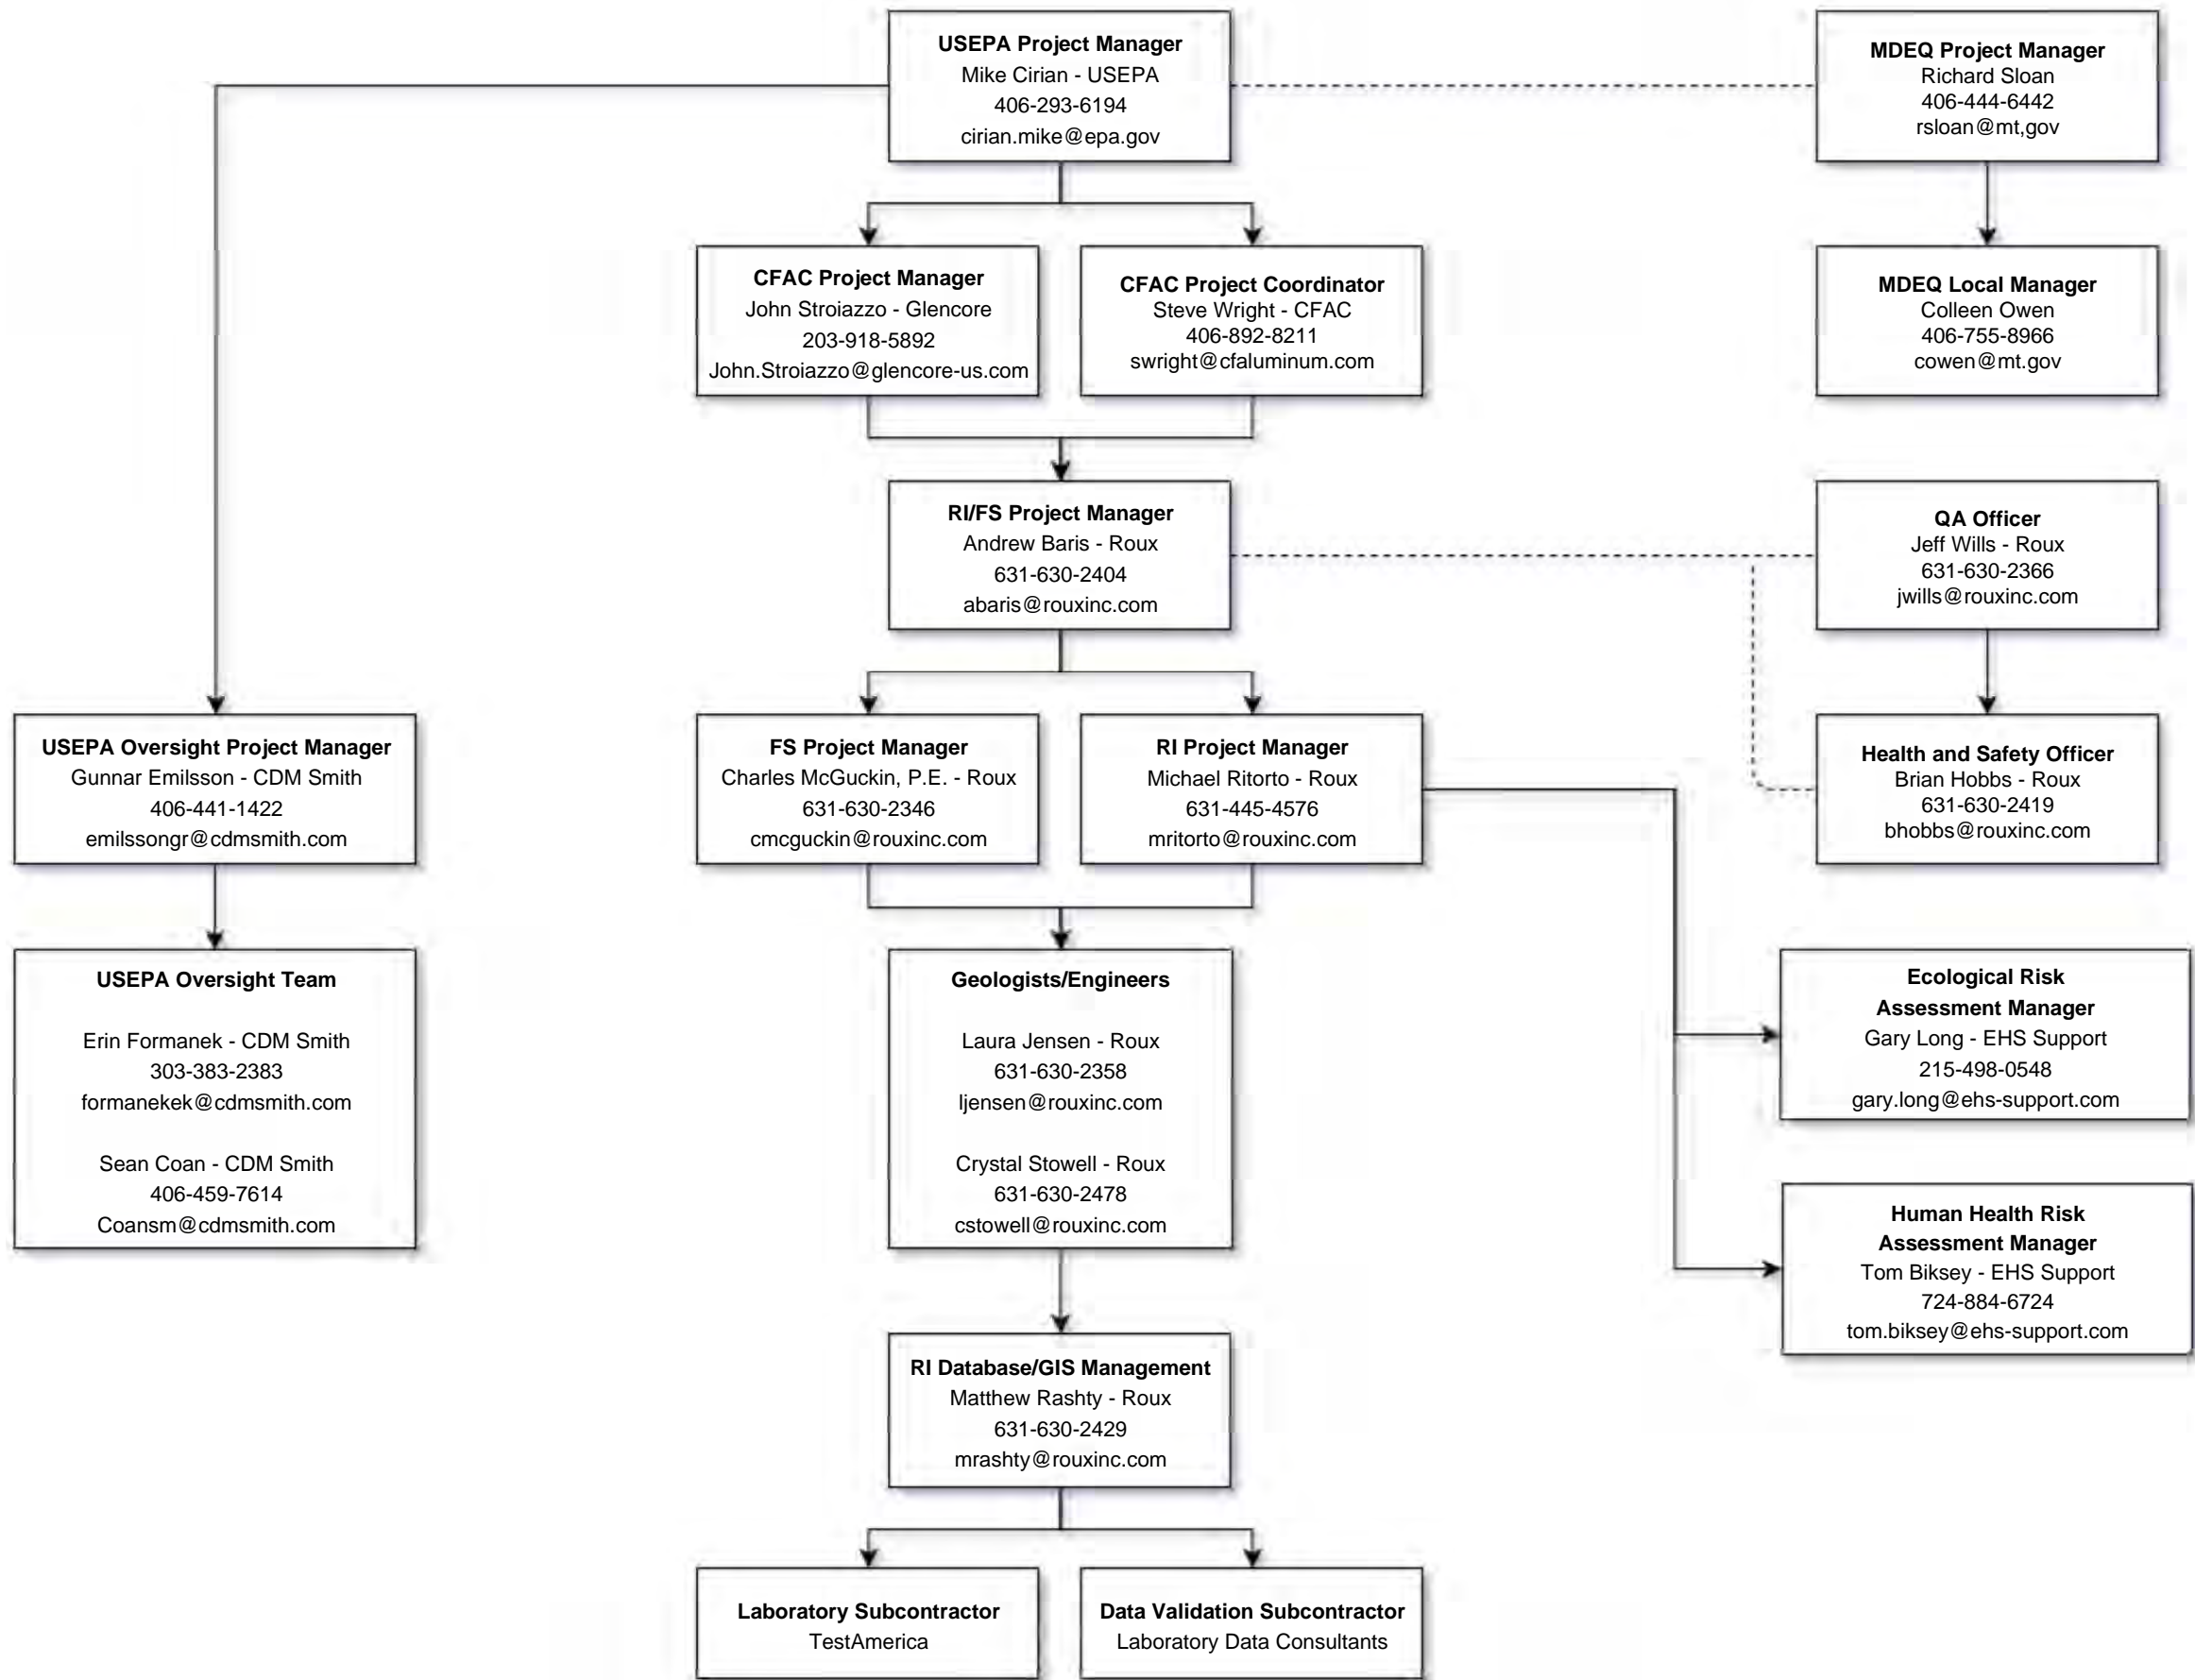 USEPA Project Manager
Mike Cirian - USEPA
406-293-6194
cirian.mike@epa.gov
MDEQ Project Manager
Richard Sloan
406-444-6442
rsloan@mt,gov
CFAC Project Manager
John Stroiazzo - Glencore
203-918-5892
John.Stroiazzo@glencore-us.com
CFAC Project Coordinator
Steve Wright - CFAC
406-892-8211
swright@cfaluminum.com
MDEQ Local Manager
Colleen Owen
406-755-8966
cowen@mt.gov
RI/FS Project Manager
Andrew Baris - Roux
631-630-2404
abaris@rouxinc.com
QA Officer
Jeff Wills - Roux
631-630-2366
jwills@rouxinc.com
USEPA Oversight Project Manager
Gunnar Emilsson - CDM Smith
406-441-1422
emilssongr@cdmsmith.com
FS Project Manager
Charles McGuckin, P.E. - Roux
631-630-2346
cmcguckin@rouxinc.com
RI Project Manager
Michael Ritorto - Roux
631-445-4576
mritorto@rouxinc.com
Health and Safety Officer
Brian Hobbs - Roux
631-630-2419
bhobbs@rouxinc.com
USEPA Oversight Team
Erin Formanek - CDM Smith
303-383-2383
formanekek@cdmsmith.com
Sean Coan - CDM Smith
406-459-7614
Coansm@cdmsmith.com
Geologists/Engineers
Laura Jensen - Roux
631-630-2358
ljensen@rouxinc.com
Crystal Stowell - Roux
631-630-2478
cstowell@rouxinc.com
Ecological Risk
Assessment Manager
Gary Long - EHS Support
215-498-0548
gary.long@ehs-support.com
Human Health Risk
Assessment Manager
Tom Biksey - EHS Support
724-884-6724
tom.biksey@ehs-support.com
RI Database/GIS Management
Matthew Rashty - Roux
631-630-2429
mrashty@rouxinc.com
Laboratory Subcontractor
TestAmerica
Data Validation Subcontractor
Laboratory Data Consultants